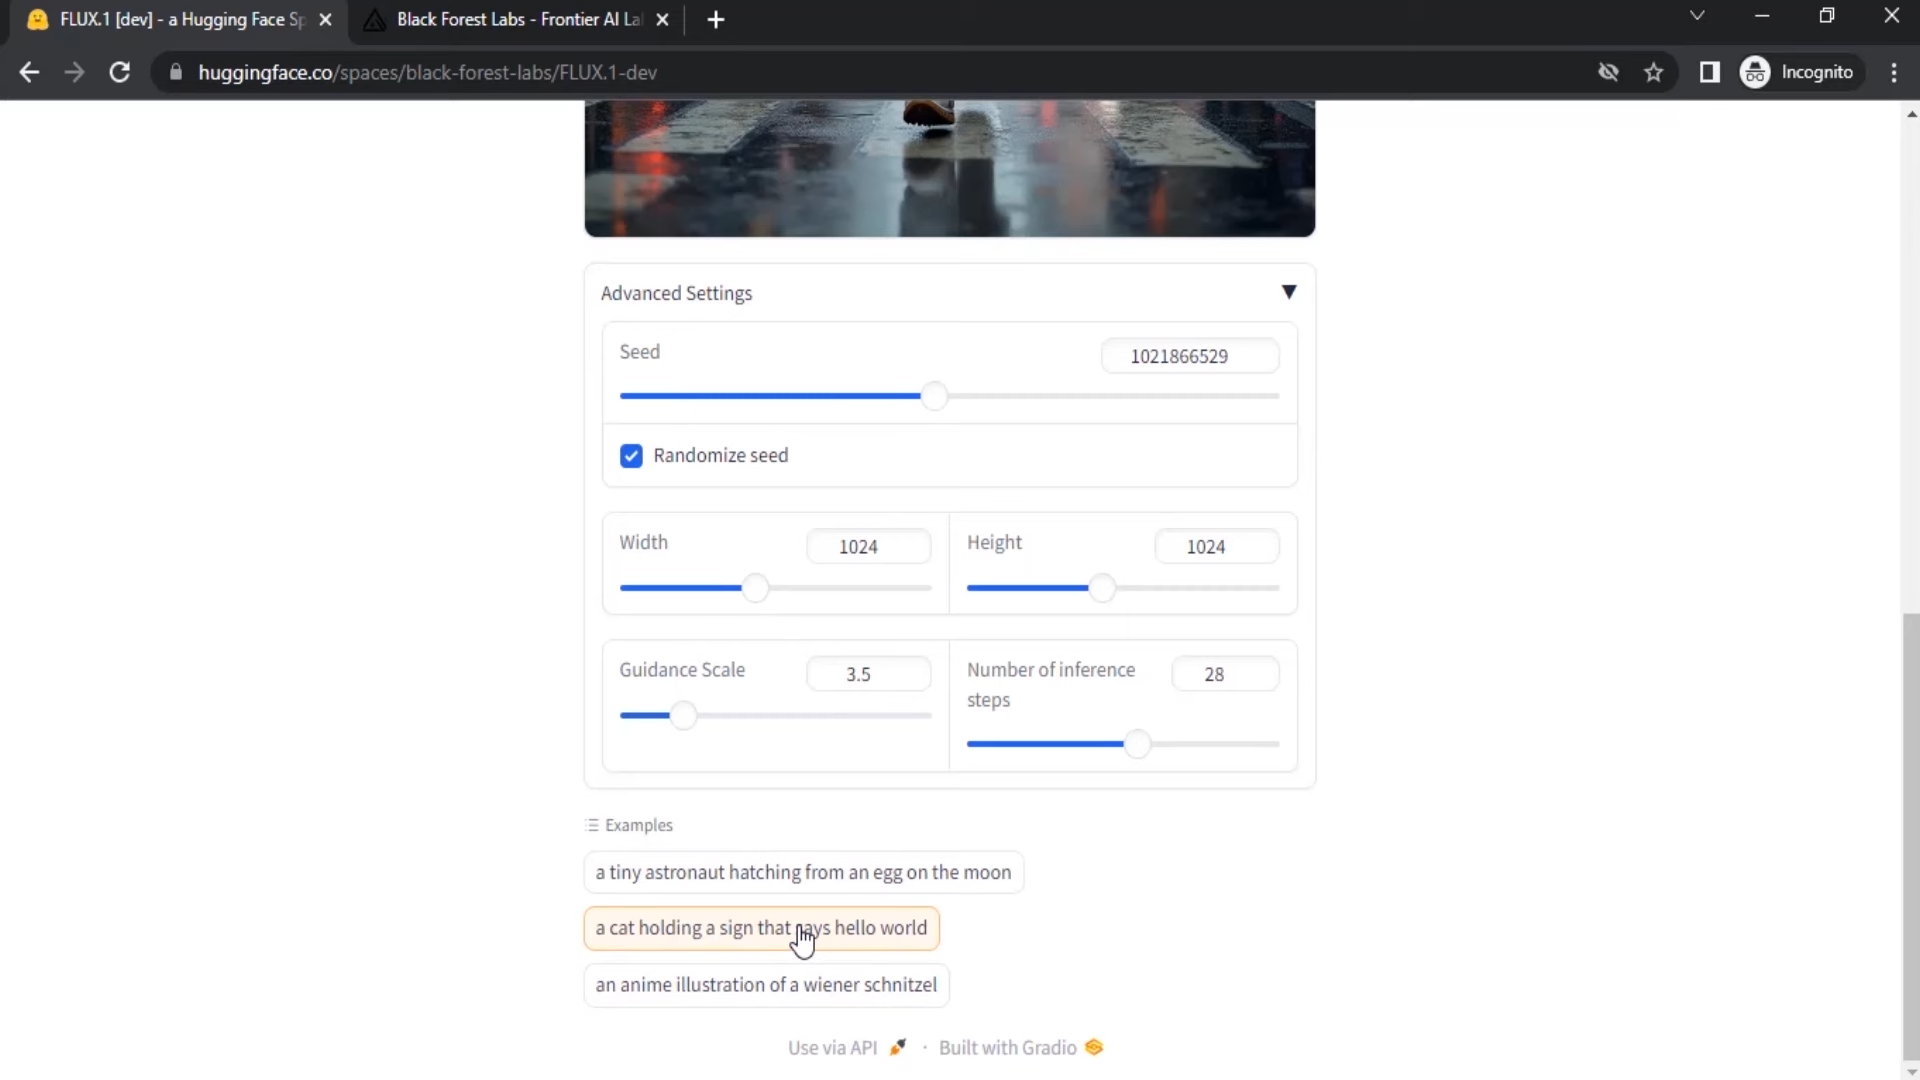 FLUX.1 [dev] - a Hugging Face Sp
Black Forest Labs - Frontier AI La
huggingface.co/spaces/black-forest-labs/FLUX.1-dev
Incognito
Advanced Settings
Seed
1021866529
Randomize seed
Width
1024
Height
1024
Guidance Scale
3.5
Number of inference
steps
28
Examples
a tiny astronaut hatching from an egg on the moon
a cat holding a sign that says hello world
an anime illustration of a wiener schnitzel
Use via API · Built with Gradio